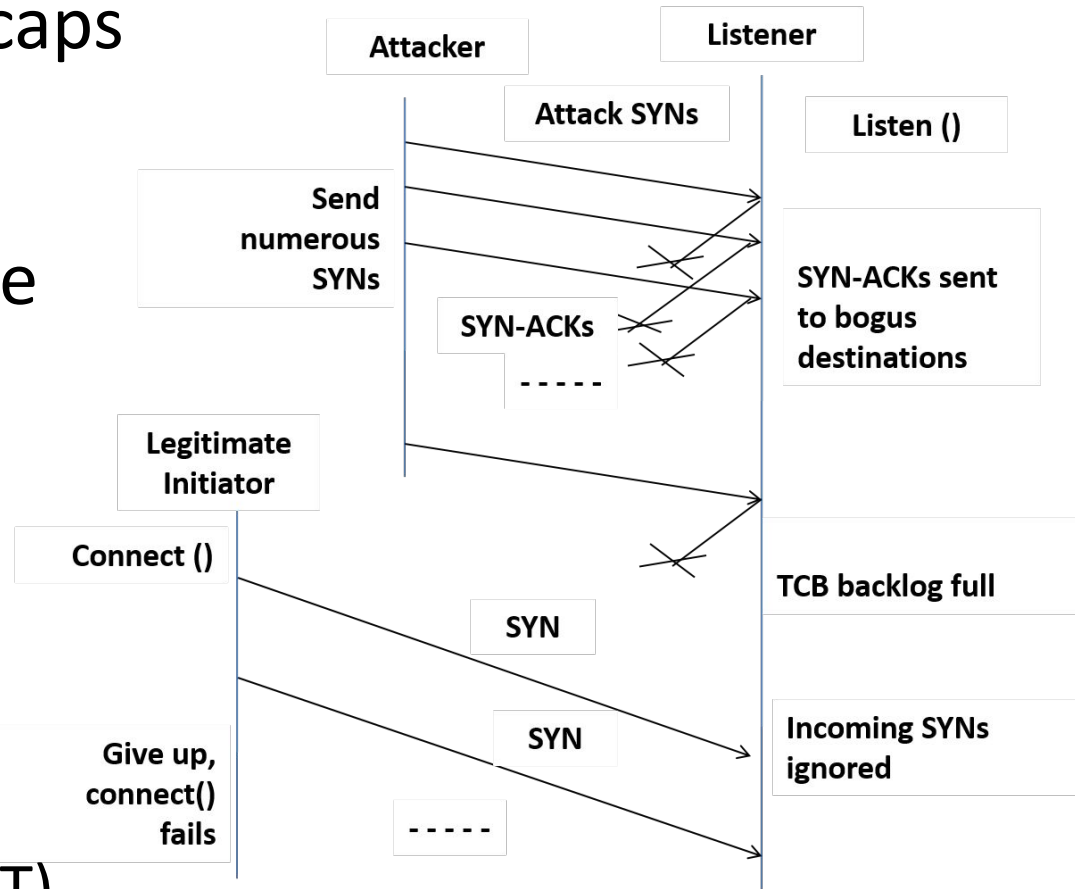 caps
Attacker
Listener
Attack SYNs
Listen ()
Send
numerous
SYNs
e
SYN-ACKs sent
to bogus
destinations
SYN-ACKs
- - - - -
Legitimate
Initiator
Connect ()
TCB backlog full
SYN
SYN
Incoming SYNs
ignored
Give up,
connect()
fails
- - - - -
T)